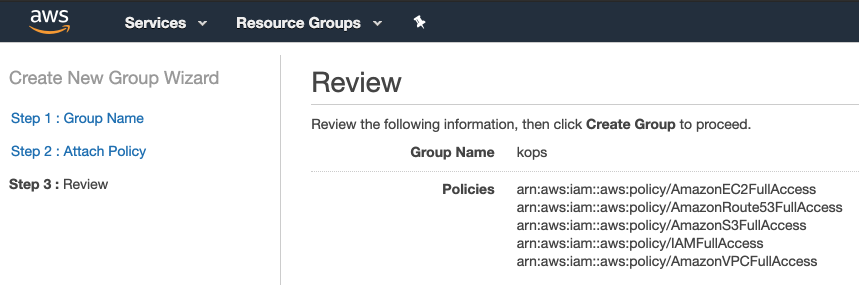 aws
Services Resource Groups
Create New Group Wizard
Step 1 : Group Name
Step 2 : Attach Policy
Step 3 : Review
Review
Review the following information, then click Create Group to proceed.
Group Name kops
Policies arn:aws:iam::aws:policy/AmazonEC2FullAccess
arn:aws:iam::aws:policy/AmazonRoute53FullAccess
arn:aws:iam::aws:policy/AmazonS3FullAccess
arn:aws:iam::aws:policy/IAMFullAccess
arn:aws:iam::aws:policy/AmazonVPCFullAccess